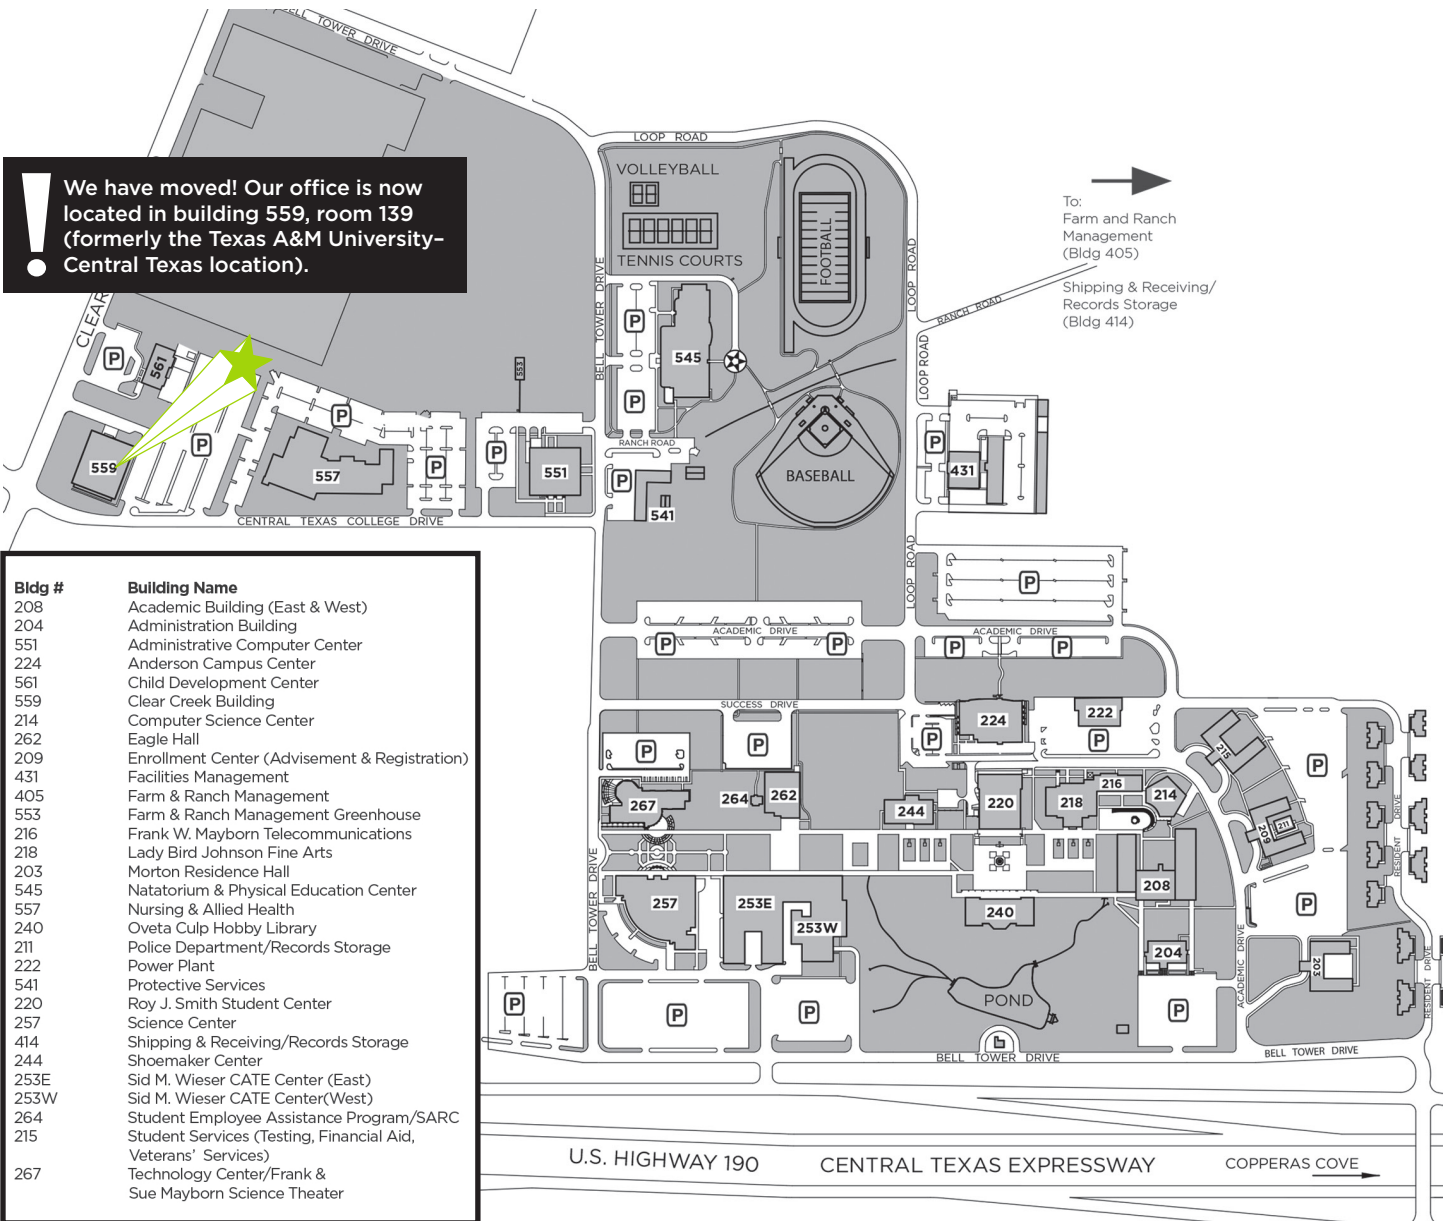 BELL TOWER DRIVE
LOOP ROAD
VOLLEYBALL
TENNIS COURTS
FOOTBALL
LOOP ROAD
To:
Farm and Ranch
Management
(Bldg 405)
Shipping & Receiving/
Records Storage
(Bldg 414)
RANCH ROAD
! We have moved! Our office is now
located in building 559, room 139
(formerly the Texas A&M University–
Central Texas location).
CLEAR
BELL TOWER DRIVE
LOOP ROAD
P
P
P
P
P
P
P
P
P
P
561
553
545
559
557
551
541
431
RANCH ROAD
BASEBALL
CENTRAL TEXAS COLLEGE DRIVE
LOOP ROAD
P
ACADEMIC DRIVE
ACADEMIC DRIVE
P
P
P
P
SUCCESS DRIVE
224
222
P
P
P
P
215
P
267
264
262
244
220
218
216
214
209
211
RESIDENT DRIVE
BELL TOWER DRIVE
257
253E
253W
240
208
204
P
203
ACADEMIC DRIVE
RESIDENT DRIVE
POND
P
P
P
P
BELL TOWER DRIVE
BELL TOWER DRIVE
U.S. HIGHWAY 190
CENTRAL TEXAS EXPRESSWAY
COPPERAS COVE
Bldg # Building Name
208 Academic Building (East & West)
204 Administration Building
551 Administrative Computer Center
224 Anderson Campus Center
561 Child Development Center
559 Clear Creek Building
214 Computer Science Center
262 Eagle Hall
209 Enrollment Center (Advisement & Registration)
431 Facilities Management
405 Farm & Ranch Management
553 Farm & Ranch Management Greenhouse
216 Frank W. Mayborn Telecommunications
218 Lady Bird Johnson Fine Arts
203 Morton Residence Hall
545 Natatorium & Physical Education Center
557 Nursing & Allied Health
240 Oveta Culp Hobby Library
211 Police Department/Records Storage
222 Power Plant
541 Protective Services
220 Roy J. Smith Student Center
257 Science Center
414 Shipping & Receiving/Records Storage
244 Shoemaker Center
253E Sid M. Wieser CATE Center (East)
253W Sid M. Wieser CATE Center(West)
264 Student Employee Assistance Program/SARC
215 Student Services (Testing, Financial Aid,
Veterans' Services)
267 Technology Center/Frank &
Sue Mayborn Science Theater